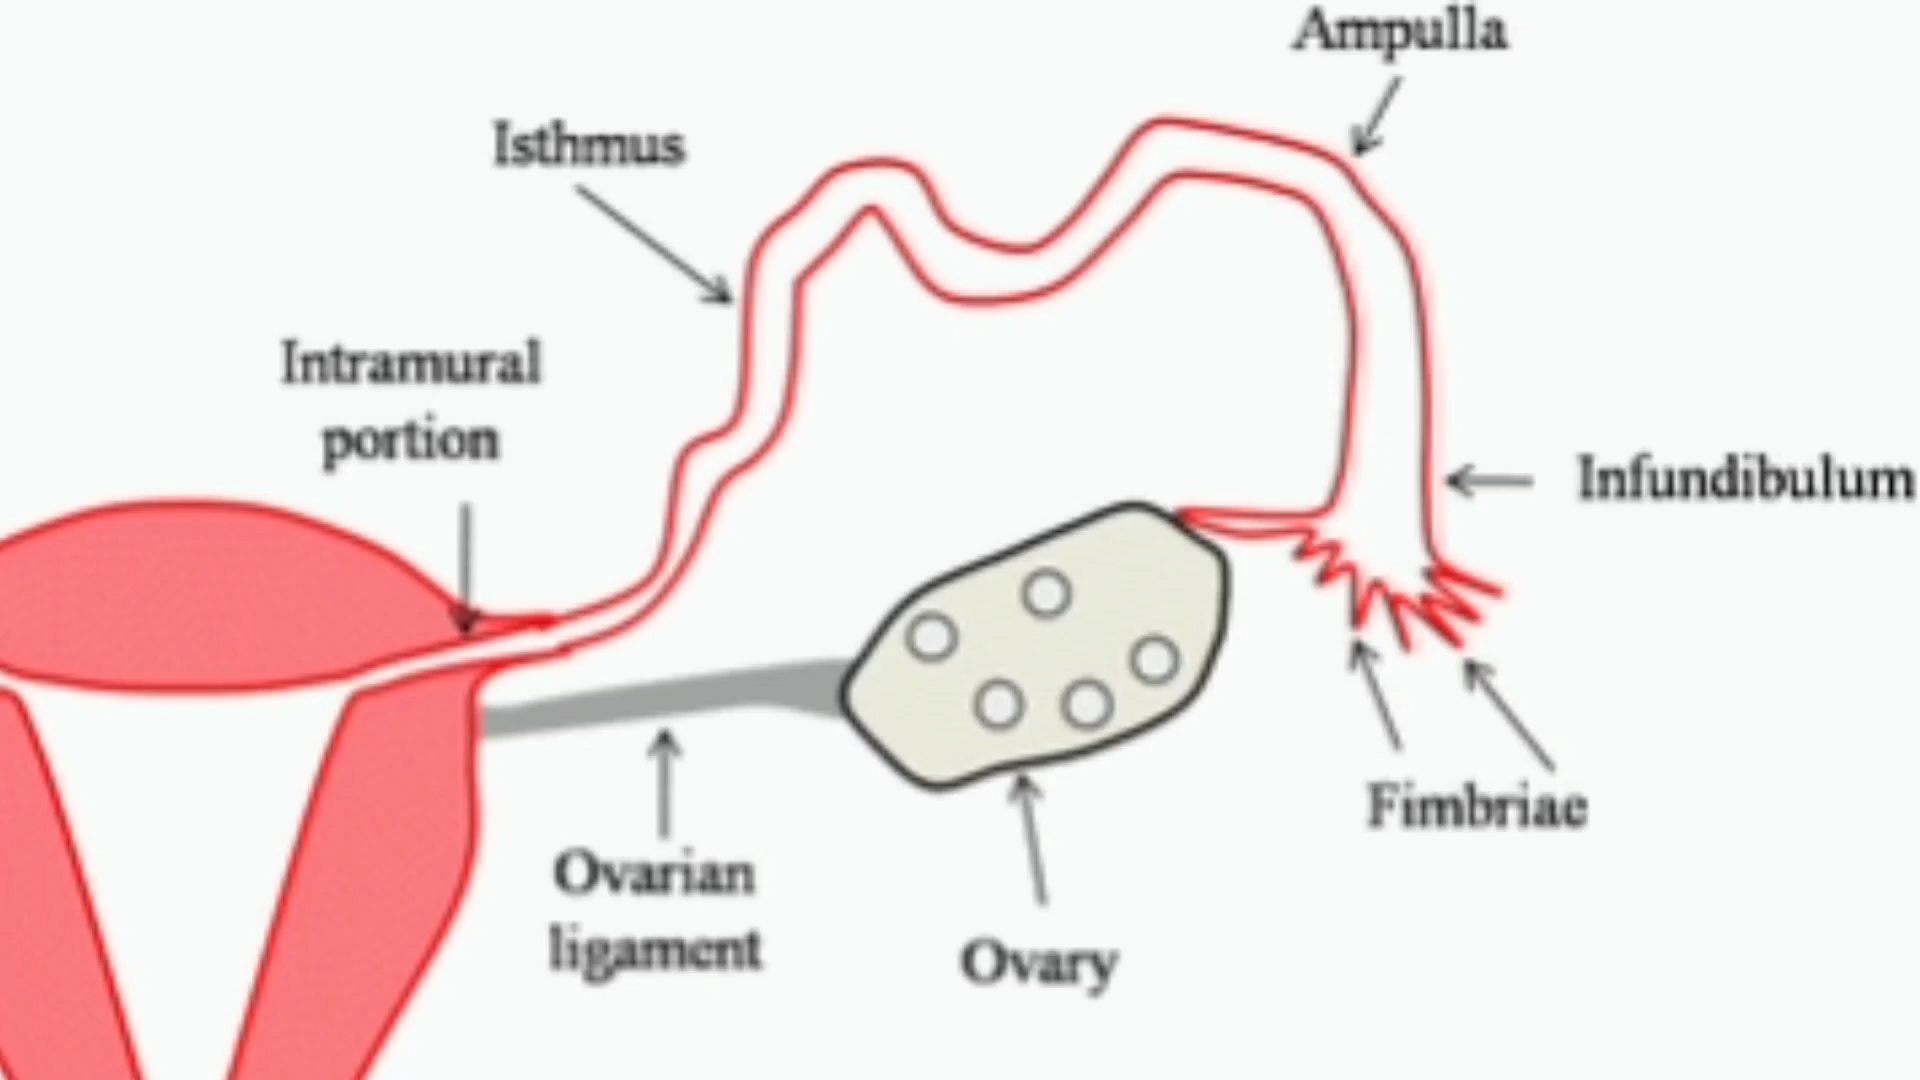 Ampulla
Isthmus
Intramural
portion
Infundibulum
Fimbriae
Ovarian
ligament
Ovary